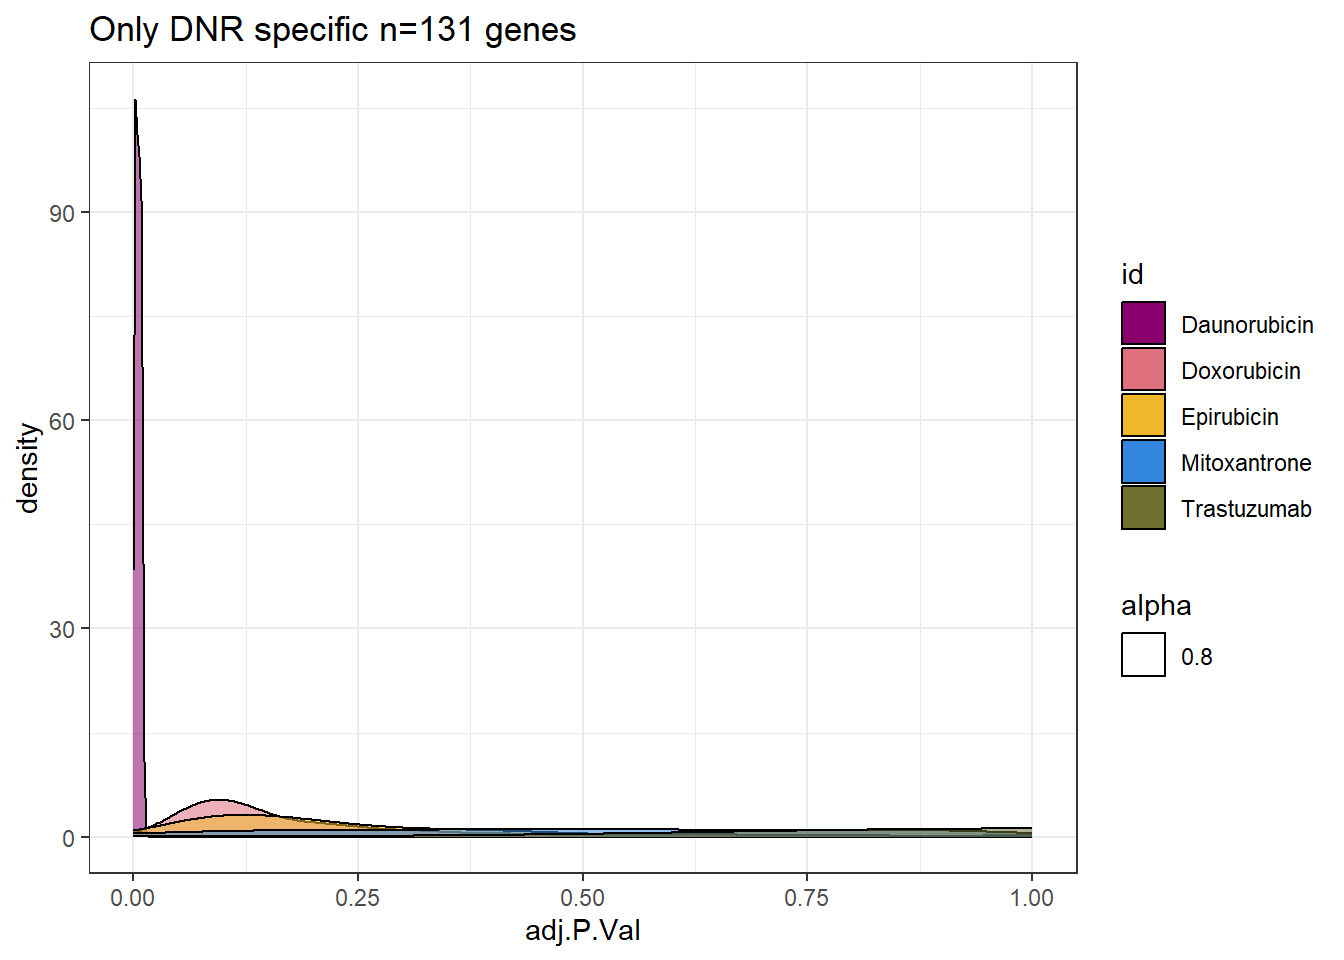 Only DNR specific n=131 genes
90
60
30
0
density
0.00 0.25 0.50 0.75 1.00
adj.P.Val
id
Daunorubicin
Doxorubicin
Epirubicin
Mitoxantrone
Trastuzumab
alpha
0.8